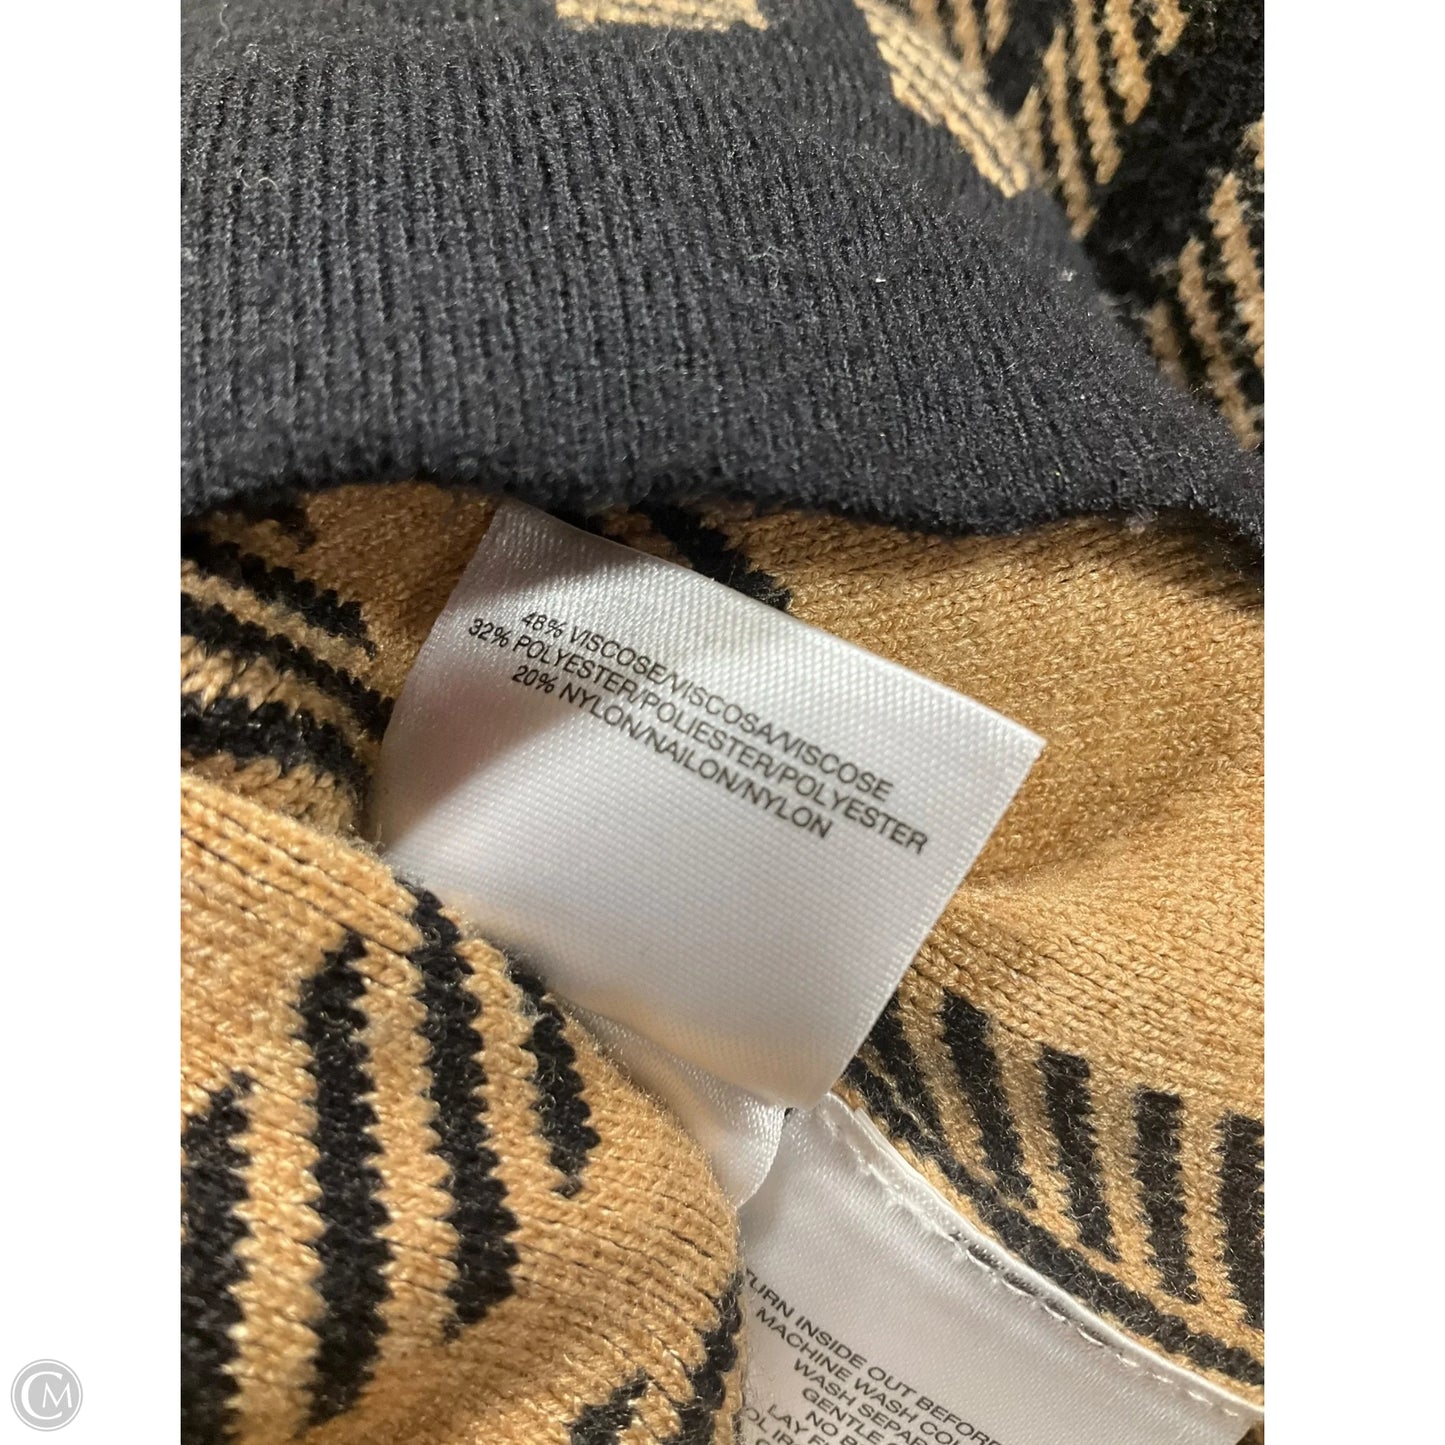 48% VISCOSE/VISCOSA/VISCOSE
32% POLYESTER/POLIESTER/POLYESTER
20% NYLON/NAILON/NYLON
TURN INSIDE OUT BEFORE
MACHINE WASH
WASH
GENTLE
NO
LAY
CM